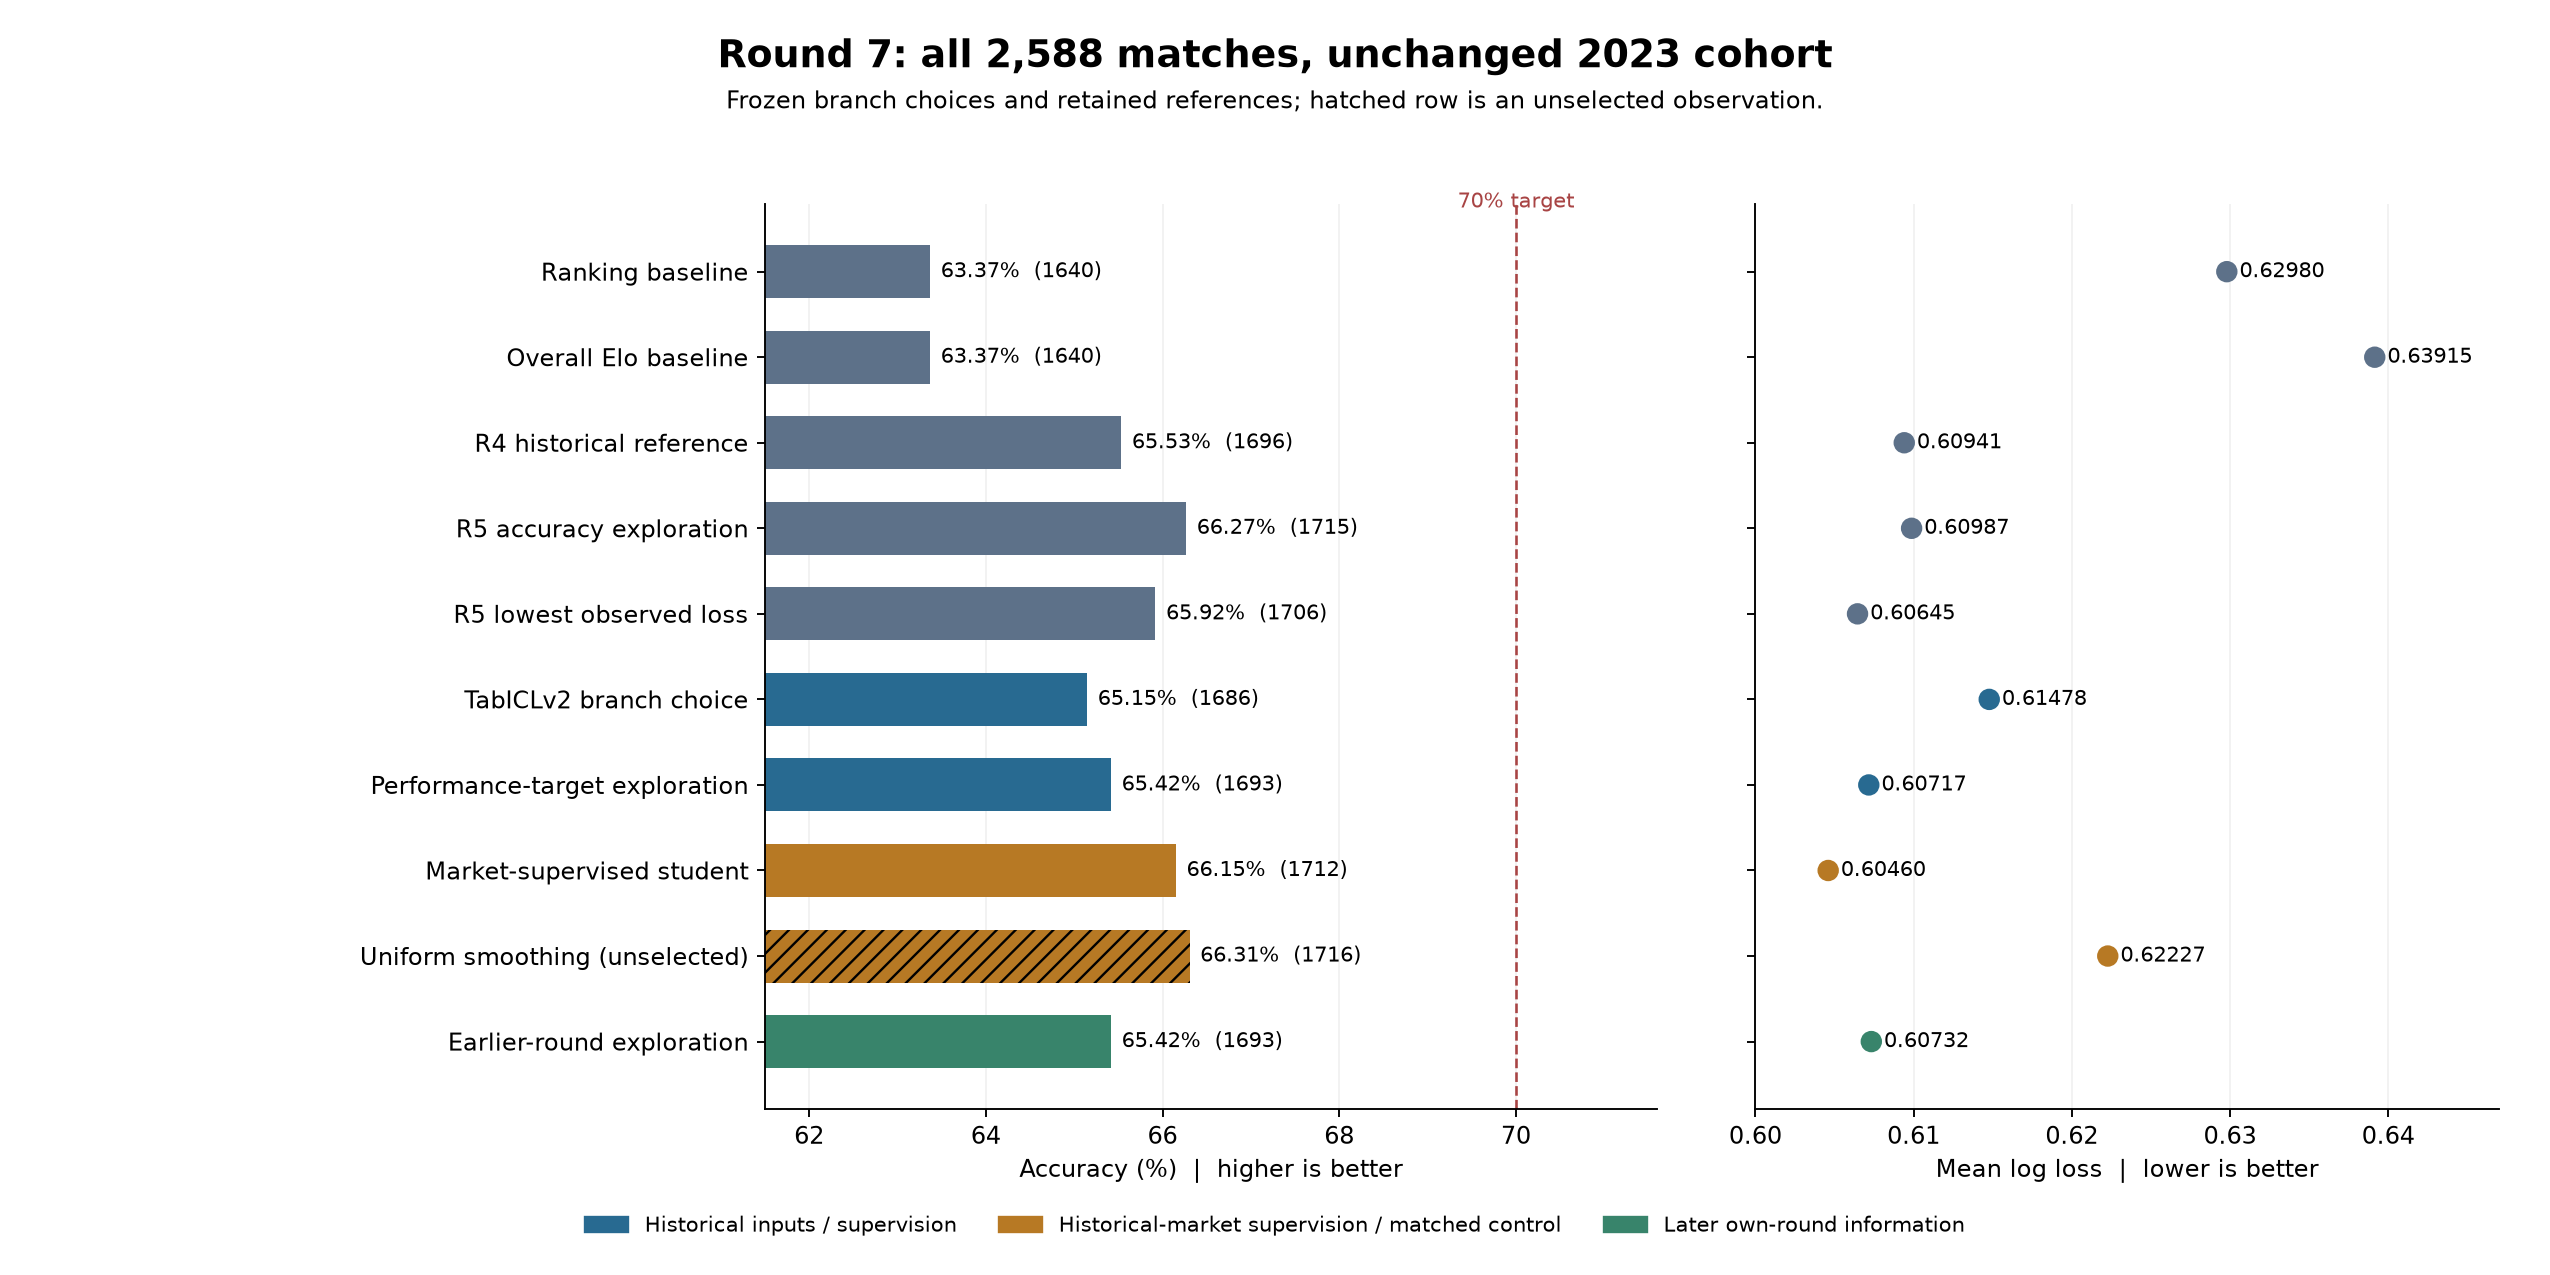 Round 7: all 2,588 matches, unchanged 2023 cohort
Frozen branch choices and retained references; hatched row is an unselected observation.
70% target
Ranking baseline 63.37% (1640) 0.62980
Overall Elo baseline 63.37% (1640) 0.63915
R4 historical reference 65.53% (1696) 0.60941
R5 accuracy exploration 66.27% (1715) 0.60987
R5 lowest observed loss 65.92% (1706) 0.60645
TabICLv2 branch choice 65.15% (1686) 0.61478
Performance-target exploration 65.42% (1693) 0.60717
Market-supervised student 66.15% (1712) 0.60460
Uniform smoothing (unselected) 66.31% (1716) 0.62227
Earlier-round exploration 65.42% (1693) 0.60732
62 64 66 68 70 0.60 0.61 0.62 0.63 0.64
Accuracy (%) | higher is better Mean log loss | lower is better
Historical inputs / supervision Historical-market supervision / matched control Later own-round information